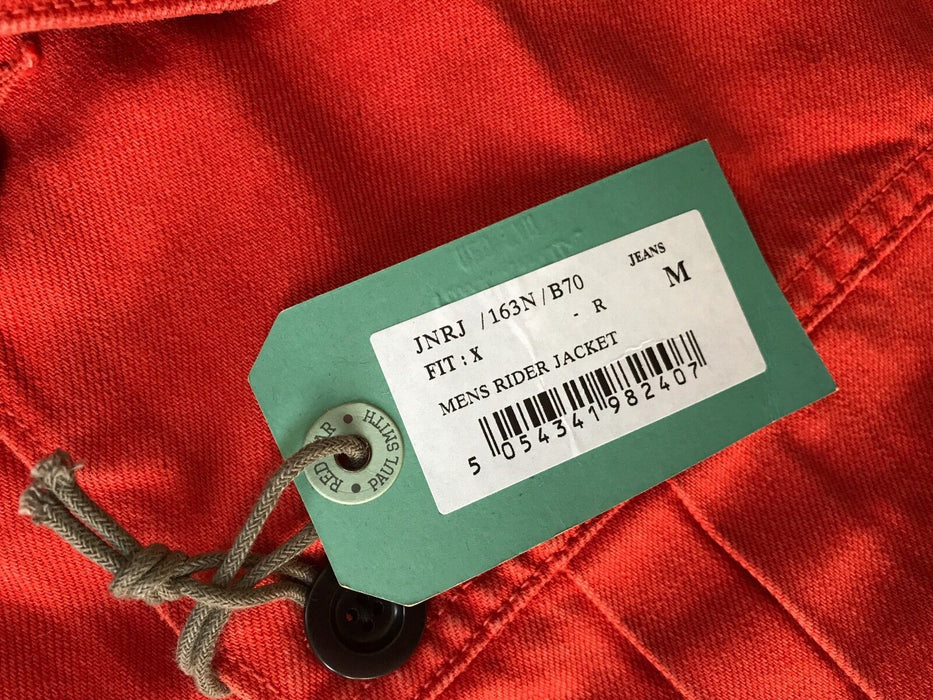 JEANS
JNRJ /163N/B70 M
FIT : X - R
MENS RIDER JACKET
5 054341 982407
RED EAR
PAUL SMITH